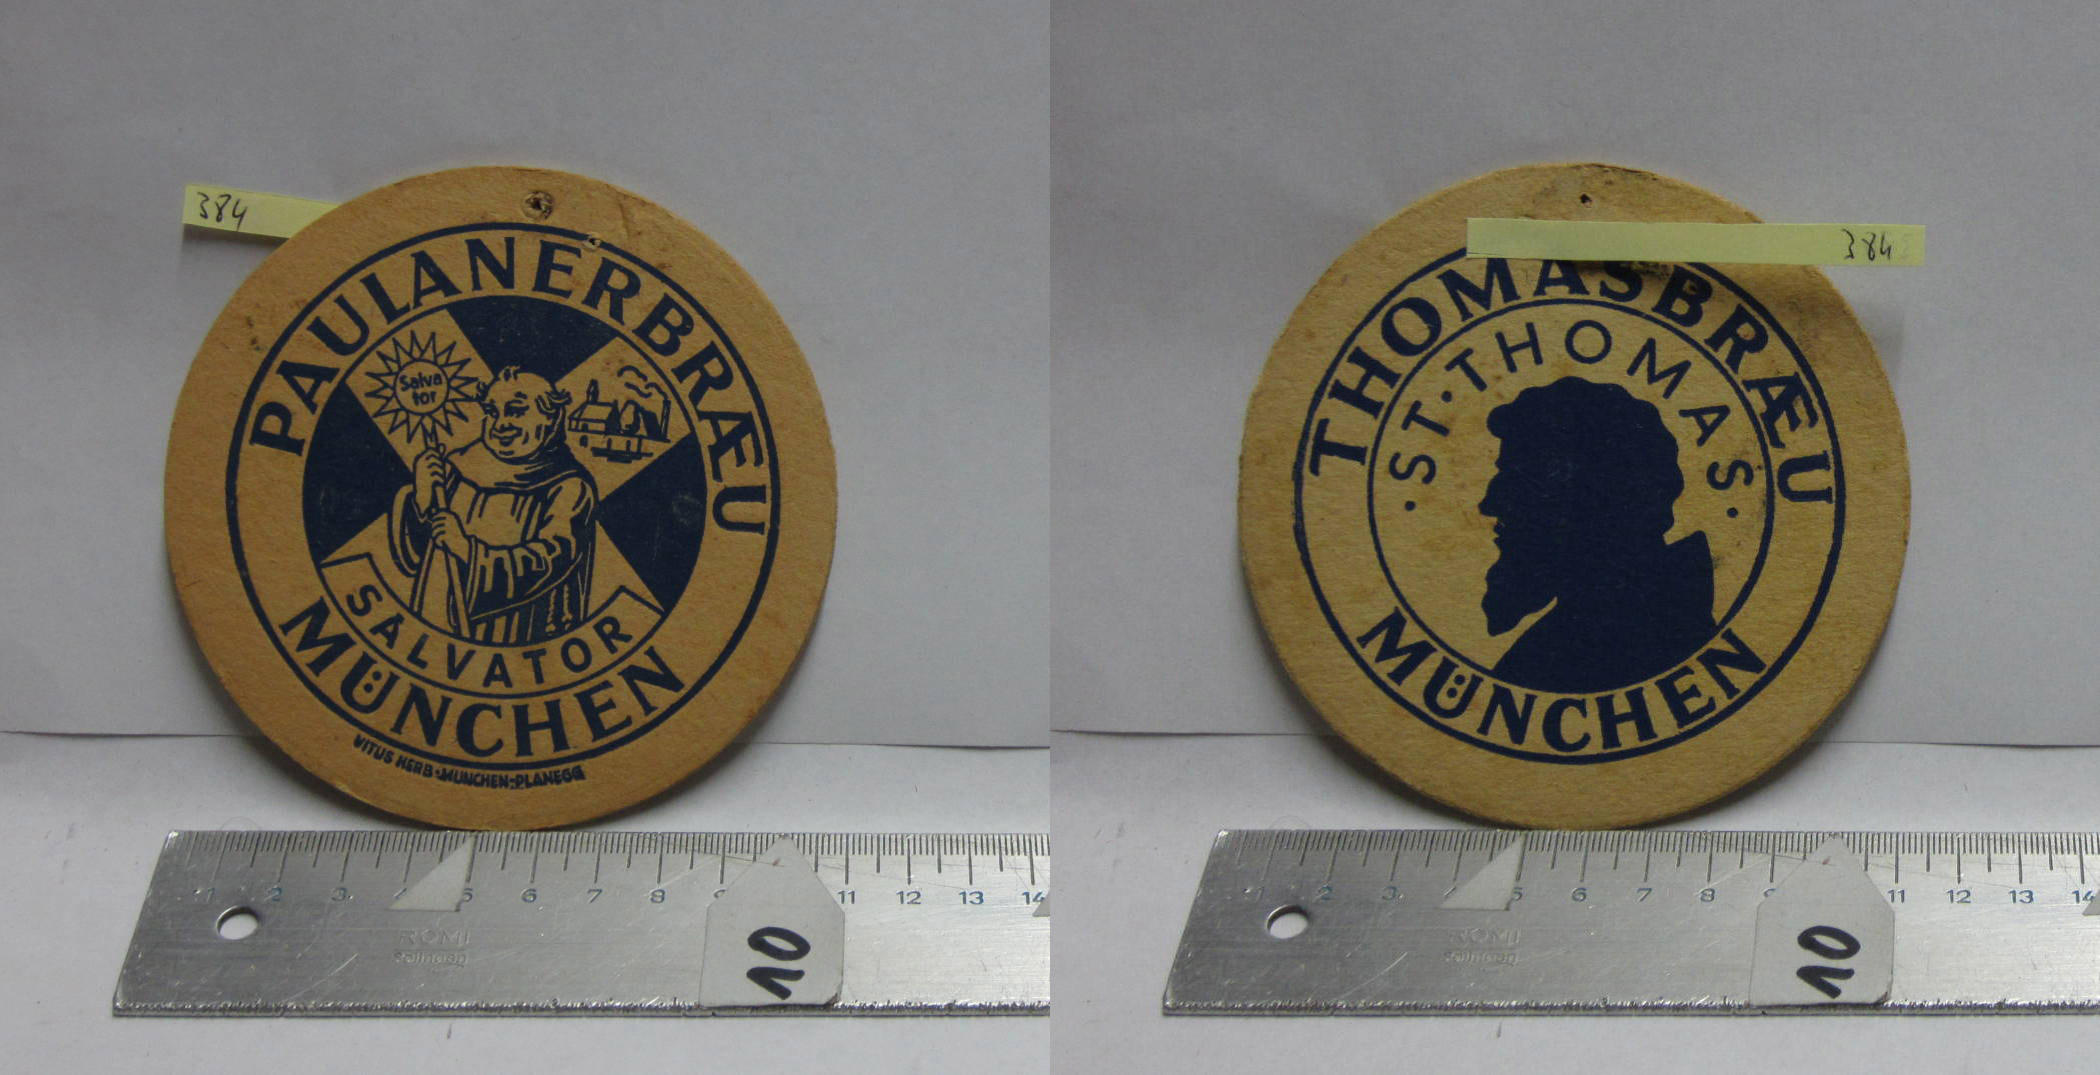 384
PAULANERBRÆU
Salva
tor
SALVATOR
MÜNCHEN
VITUS HERB·MÜNCHEN-PLANEGG
1 2 3 4 5 6 7 8 9 11 12 13 14
ROMI
10
384
THOMASBRÆU
·ST·THOMAS·
MÜNCHEN
1 2 3 4 5 6 7 8 9 11 12 13 14
ROMI
10